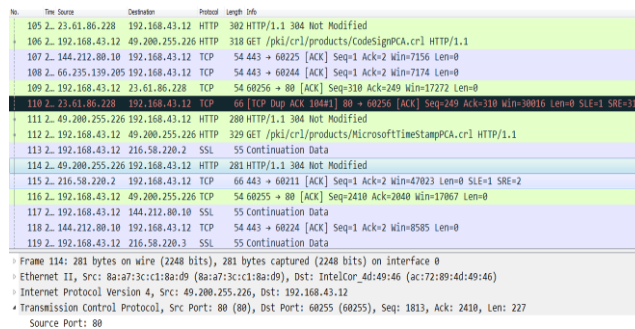 No. Time Source Destination Protocol Length Info
105 2… 23.61.86.228 192.168.43.12 HTTP 302 HTTP/1.1 304 Not Modified
106 2… 192.168.43.12 49.200.255.226 HTTP 318 GET /pki/crl/products/CodeSignPCA.crl HTTP/1.1
107 2… 144.212.80.10 192.168.43.12 TCP 54 443 → 60225 [ACK] Seq=1 Ack=2 Win=7156 Len=0
108 2… 66.235.139.205 192.168.43.12 TCP 54 443 → 60244 [ACK] Seq=1 Ack=2 Win=7174 Len=0
109 2… 192.168.43.12 23.61.86.228 TCP 54 60256 → 80 [ACK] Seq=310 Ack=249 Win=17272 Len=0
110 2… 23.61.86.228 192.168.43.12 TCP 66 [TCP Dup ACK 104#1] 80 → 60256 [ACK] Seq=249 Ack=310 Win=30016 Len=0 SLE=1 SRE=31
111 2… 49.200.255.226 192.168.43.12 HTTP 280 HTTP/1.1 304 Not Modified
112 2… 192.168.43.12 49.200.255.226 HTTP 329 GET /pki/crl/products/MicrosoftTimeStampPCA.crl HTTP/1.1
113 2… 192.168.43.12 216.58.220.2 SSL 55 Continuation Data
114 2… 49.200.255.226 192.168.43.12 HTTP 281 HTTP/1.1 304 Not Modified
115 2… 216.58.220.2 192.168.43.12 TCP 66 443 → 60211 [ACK] Seq=1 Ack=2 Win=47023 Len=0 SLE=1 SRE=2
116 2… 192.168.43.12 49.200.255.226 TCP 54 60255 → 80 [ACK] Seq=2410 Ack=2040 Win=17067 Len=0
117 2… 192.168.43.12 144.212.80.10 SSL 55 Continuation Data
118 2… 144.212.80.10 192.168.43.12 TCP 54 443 → 60224 [ACK] Seq=1 Ack=2 Win=8585 Len=0
119 2… 192.168.43.12 216.58.220.3 SSL 55 Continuation Data
Frame 114: 281 bytes on wire (2248 bits), 281 bytes captured (2248 bits) on interface 0
Ethernet II, Src: 8a:a7:3c:c1:8a:d9 (8a:a7:3c:c1:8a:d9), Dst: IntelCor_4d:49:46 (ac:72:89:4d:49:46)
Internet Protocol Version 4, Src: 49.200.255.226, Dst: 192.168.43.12
Transmission Control Protocol, Src Port: 80 (80), Dst Port: 60255 (60255), Seq: 1813, Ack: 2410, Len: 227
Source Port: 80